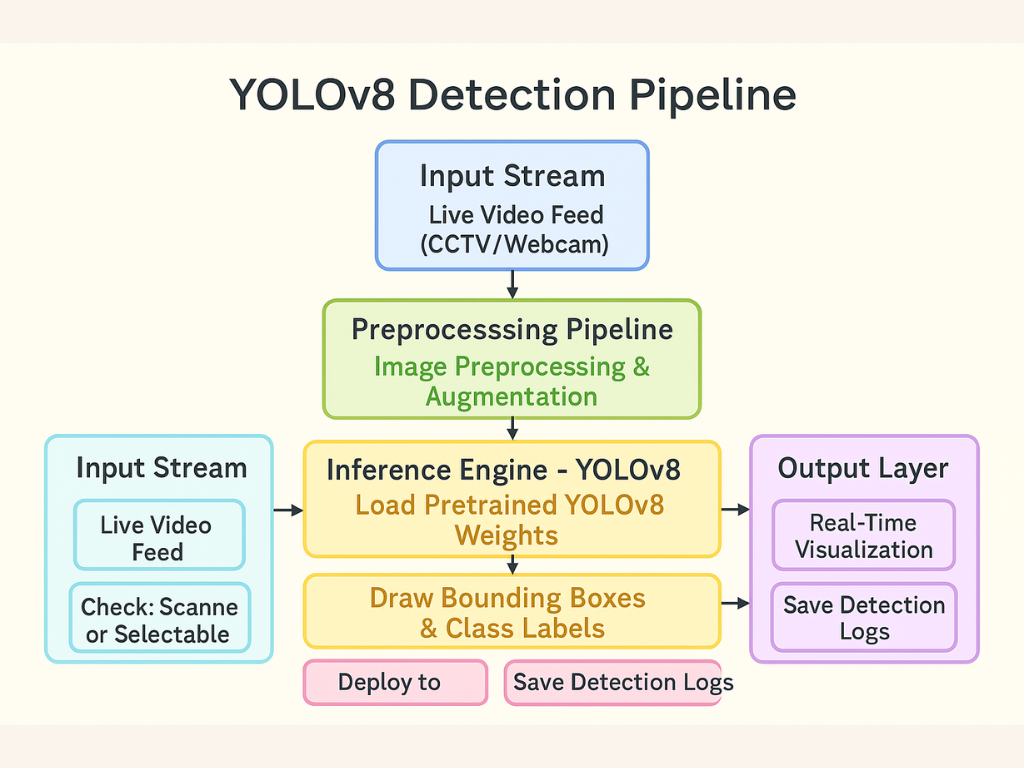 YOLOv8 Detection Pipeline
Input Stream
Live Video Feed
(CCTV/Webcam)
Preprocesssing Pipeline
Image Preprocessing &
Augmentation
Input Stream
Live Video
Feed
Check: Scanne
or Selectable
Inference Engine - YOLOv8
Load Pretrained YOLOv8
Weights
Draw Bounding Boxes
& Class Labels
Output Layer
Real-Time
Visualization
Save Detection
Logs
Deploy to
Save Detection Logs